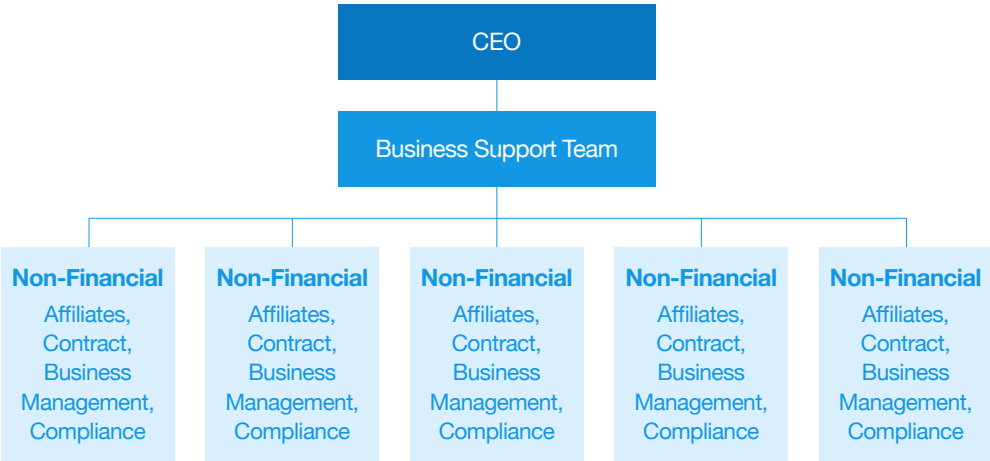 CEO
Business Support Team
Non-Financial
Affiliates,
Contract,
Business
Management,
Compliance
Non-Financial
Affiliates,
Contract,
Business
Management,
Compliance
Non-Financial
Affiliates,
Contract,
Business
Management,
Compliance
Non-Financial
Affiliates,
Contract,
Business
Management,
Compliance
Non-Financial
Affiliates,
Contract,
Business
Management,
Compliance